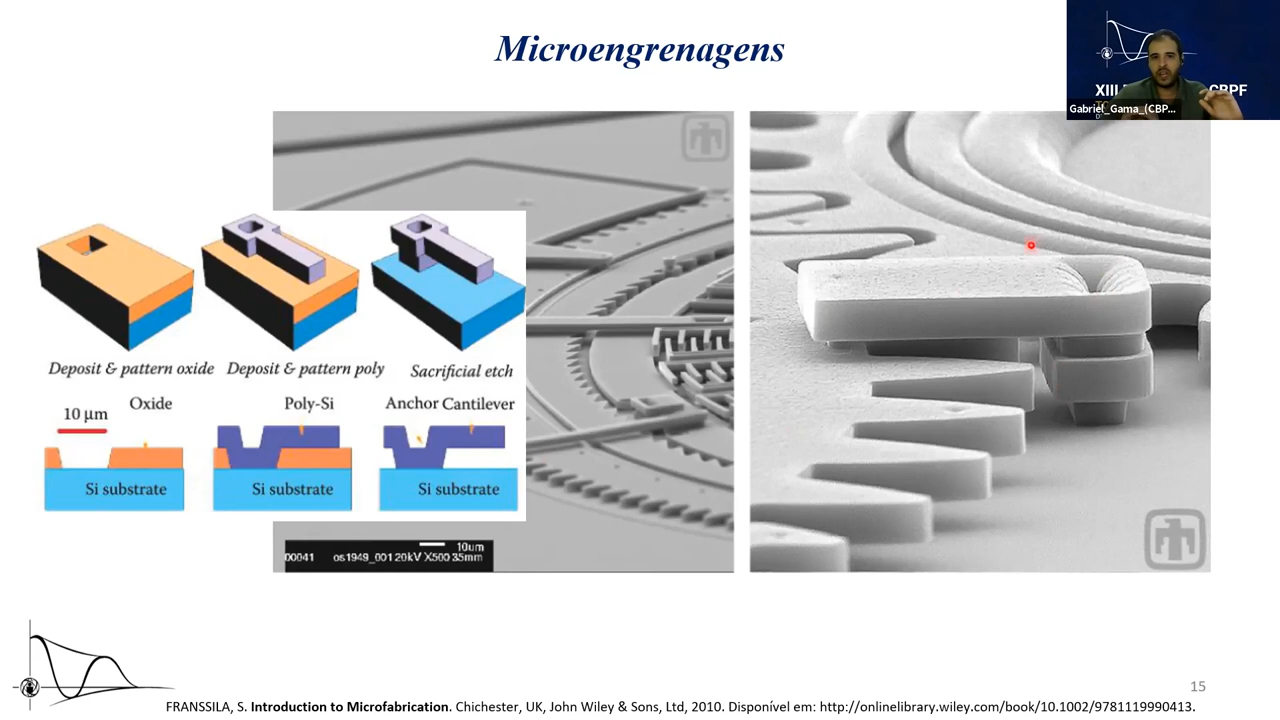 Microengrenagens
XIII
CBPF
Gabriel_Gama_(CBP...
Deposit & pattern oxide
Deposit & pattern poly
Sacrificial etch
10 µm
Oxide
Poly-Si
Anchor Cantilever
Si substrate
Si substrate
Si substrate
10um
00041 os1949_001 20kV X500 35mm
15
FRANSSILA, S. Introduction to Microfabrication. Chichester, UK, John Wiley & Sons, Ltd, 2010. Disponível em: http://onlinelibrary.wiley.com/book/10.1002/9781119990413.